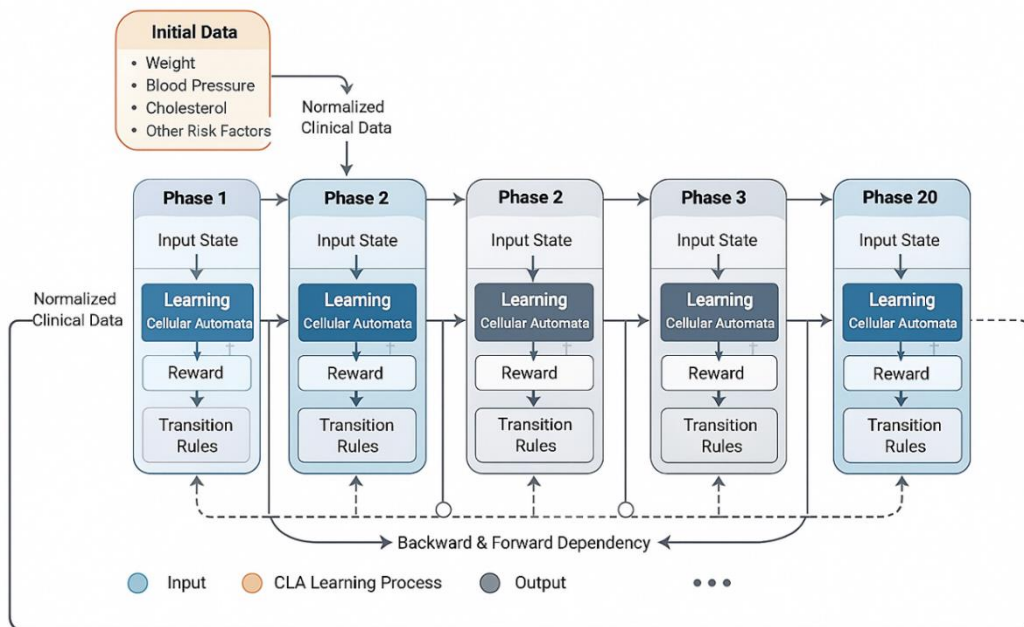 Initial Data
• Weight
• Blood Pressure
• Cholesterol
• Other Risk Factors
Normalized
Clinical Data
Phase 1
Input State
Learning
Cellular Automata
Reward
Transition
Rules
Phase 2
Input State
Learning
Cellular Automata
Reward
Transition
Rules
Phase 2
Input State
Learning
Cellular Automata
Reward
Transition
Rules
Phase 3
Input State
Learning
Cellular Automata
Reward
Transition
Rules
Phase 20
Input State
Learning
Cellular Automata
Reward
Transition
Rules
Normalized
Clinical Data
Backward & Forward Dependency
Input
CLA Learning Process
Output